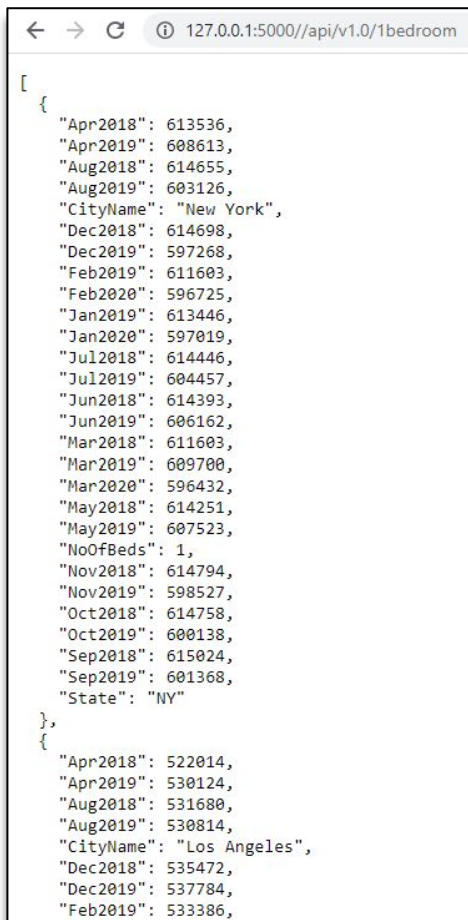 127.0.0.1:5000//api/v1.0/1bedroom
[
{
"Apr2018": 613536,
"Apr2019": 608613,
"Aug2018": 614655,
"Aug2019": 603126,
"CityName": "New York",
"Dec2018": 614698,
"Dec2019": 597268,
"Feb2019": 611603,
"Feb2020": 596725,
"Jan2019": 613446,
"Jan2020": 597019,
"Jul2018": 614446,
"Jul2019": 604457,
"Jun2018": 614393,
"Jun2019": 606162,
"Mar2018": 611603,
"Mar2019": 609700,
"Mar2020": 596432,
"May2018": 614251,
"May2019": 607523,
"NoOfBeds": 1,
"Nov2018": 614794,
"Nov2019": 598527,
"Oct2018": 614758,
"Oct2019": 600138,
"Sep2018": 615024,
"Sep2019": 601368,
"State": "NY"
},
{
"Apr2018": 522014,
"Apr2019": 530124,
"Aug2018": 531680,
"Aug2019": 530814,
"CityName": "Los Angeles",
"Dec2018": 535472,
"Dec2019": 537784,
"Feb2019": 533386,